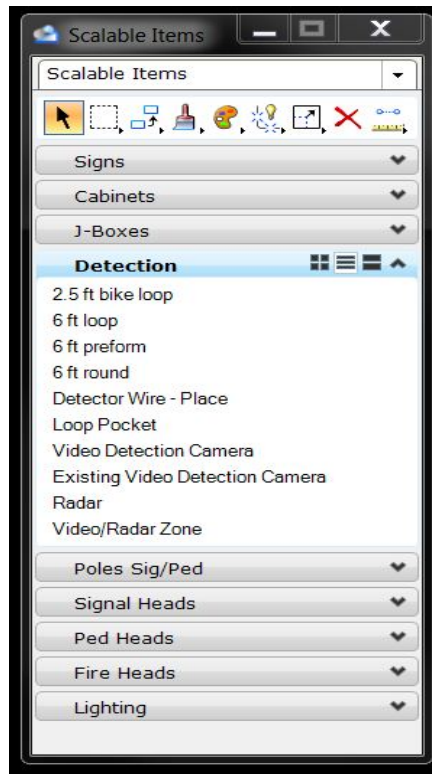 Scalable Items
Scalable Items
Signs
Cabinets
J-Boxes
Detection
2.5 ft bike loop
6 ft loop
6 ft preform
6 ft round
Detector Wire - Place
Loop Pocket
Video Detection Camera
Existing Video Detection Camera
Radar
Video/Radar Zone
Poles Sig/Ped
Signal Heads
Ped Heads
Fire Heads
Lighting